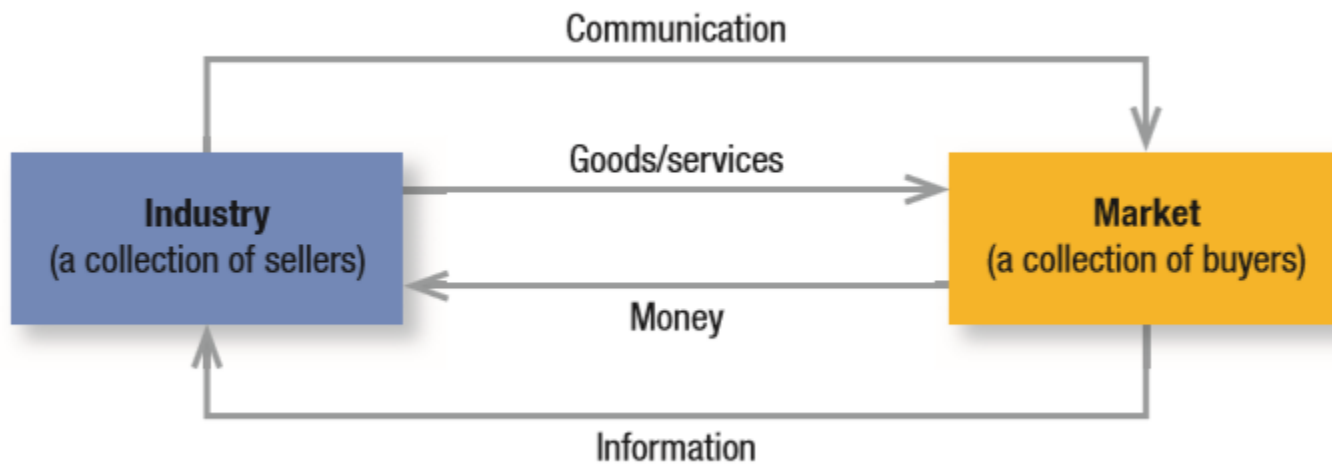 Communication
Goods/services
Industry
(a collection of sellers)
Market
(a collection of buyers)
Money
Information